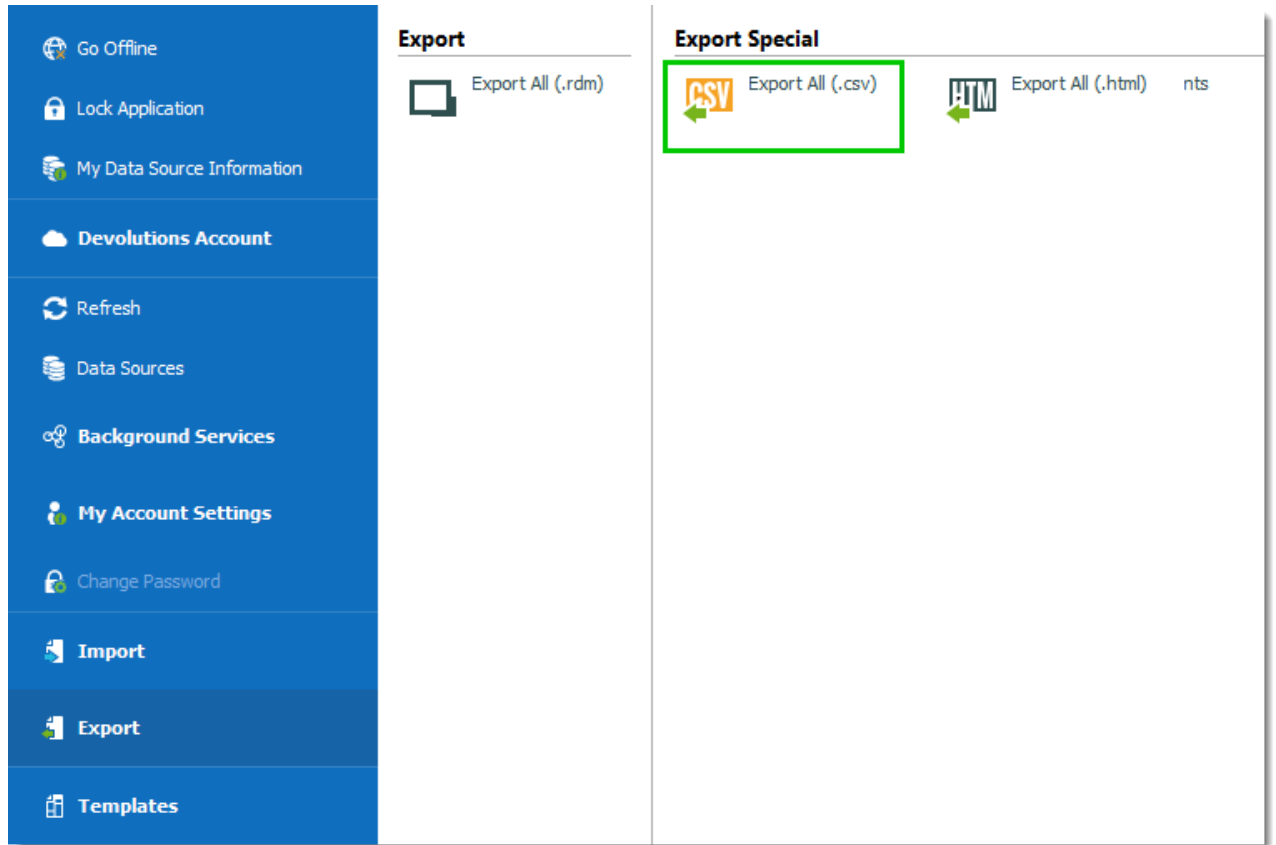 Go Offline
Lock Application
My Data Source Information
Devolutions Account
Refresh
Data Sources
Background Services
My Account Settings
Change Password
Import
Export
Templates
Export
Export All (.rdm)
Export Special
CSV
Export All (.csv)
HTM
Export All (.html)
nts